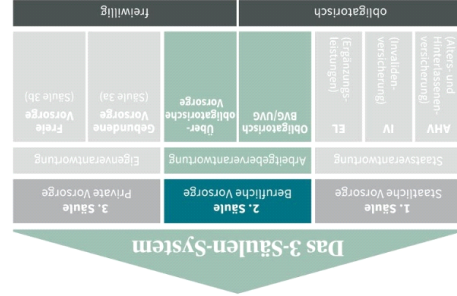 Das 3-Säulen-System
1. Säule
Staatliche Vorsorge
2. Säule
Berufliche Vorsorge
3. Säule
Private Vorsorge
Staatsverantwortung
Arbeitgeberverantwortung
Eigenverantwortung
AHV
(Alters- und
Hinterlassenen-
versicherung)
IV
(Invaliden-
versicherung)
EL
(Ergänzungs-
leistungen)
Obligatorisch
BVG/UVG
Über-
obligatorische
Vorsorge
Gebundene
Vorsorge
(Säule 3a)
Freie
Vorsorge
(Säule 3b)
obligatorisch
freiwillig